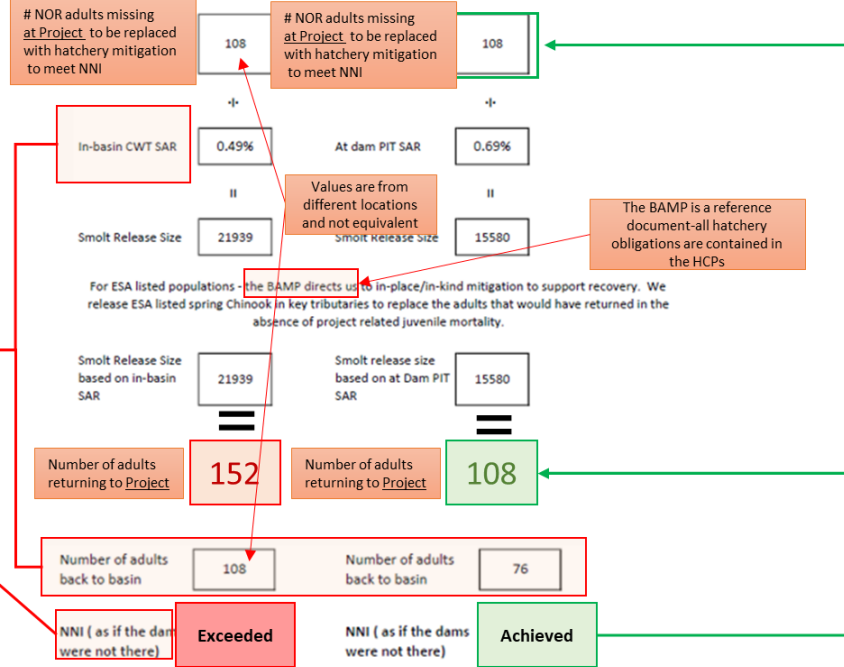 # NOR adults missing
at Project to be replaced
with hatchery mitigation
to meet NNI
108
# NOR adults missing
at Project to be replaced
with hatchery mitigation
to meet NNI
108
÷
÷
In-basin CWT SAR
0.49%
At dam PIT SAR
0.69%
=
=
Values are from
different locations
and not equivalent
The BAMP is a reference
document-all hatchery
obligations are contained in
the HCPs
Smolt Release Size
21939
Smolt Release Size
15580
For ESA listed populations - the BAMP directs us to in-place/in-kind mitigation to support recovery. We
release ESA listed spring Chinook in key tributaries to replace the adults that would have returned in the
absence of project related juvenile mortality.
Smolt Release Size
based on in-basin
SAR
21939
Smolt release size
based on at Dam PIT
SAR
15580
=
=
Number of adults
returning to Project
152
Number of adults
returning to Project
108
Number of adults
back to basin
108
Number of adults
back to basin
76
NNI ( as if the dam
were not there)
Exceeded
NNI ( as if the dams
were not there)
Achieved